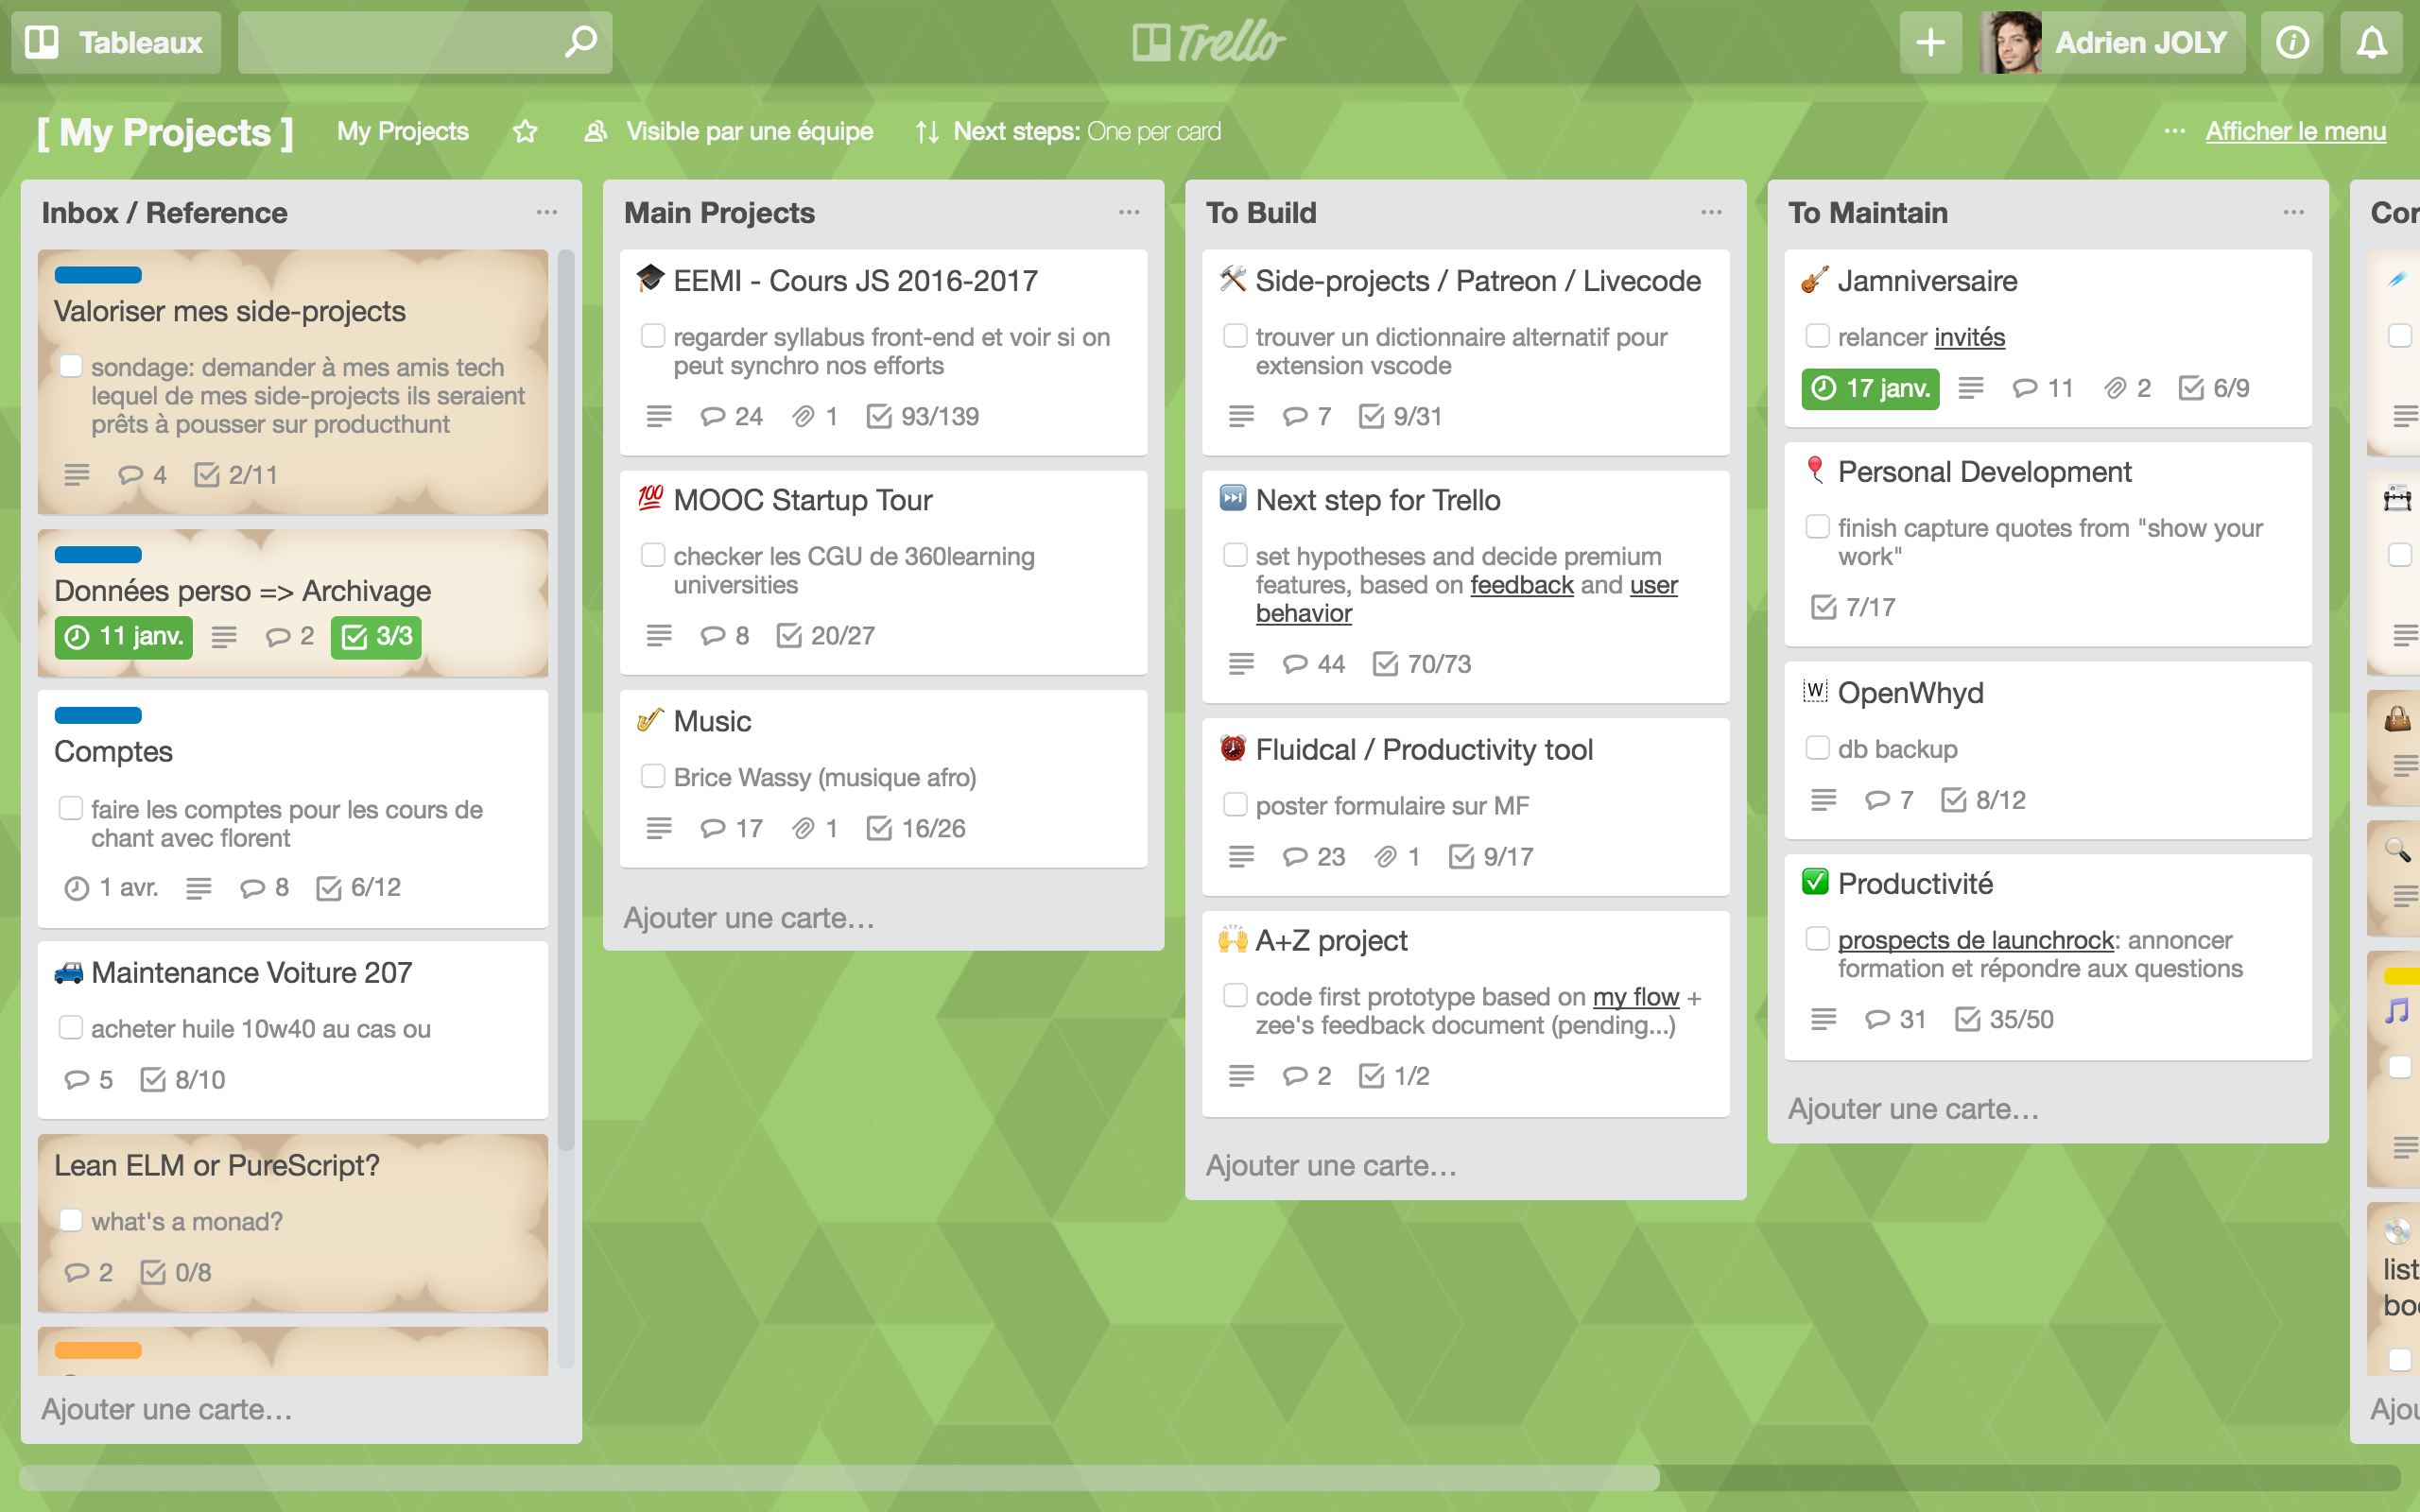 Tableaux
Trello
Adrien JOLY
[ My Projects ]
My Projects
Visible par une équipe
Next steps: One per card
Afficher le menu
Inbox / Reference
Valoriser mes side-projects
sondage: demander à mes amis tech
lequel de mes side-projects ils seraient
prêts à pousser sur producthunt
4 2/11
Données perso => Archivage
11 janv. 2 3/3
Comptes
faire les comptes pour les cours de
chant avec florent
1 avr. 8 6/12
Maintenance Voiture 207
acheter huile 10w40 au cas ou
5 8/10
Lean ELM or PureScript?
what's a monad?
2 0/8
Ajouter une carte…
Main Projects
EEMI - Cours JS 2016-2017
regarder syllabus front-end et voir si on
peut synchro nos efforts
24 1 93/139
100 MOOC Startup Tour
checker les CGU de 360learning
universities
8 20/27
Music
Brice Wassy (musique afro)
17 1 16/26
Ajouter une carte…
To Build
Side-projects / Patreon / Livecode
trouver un dictionnaire alternatif pour
extension vscode
7 9/31
Next step for Trello
set hypotheses and decide premium
features, based on feedback and user
behavior
44 70/73
Fluidcal / Productivity tool
poster formulaire sur MF
23 1 9/17
A+Z project
code first prototype based on my flow +
zee's feedback document (pending...)
2 1/2
Ajouter une carte…
To Maintain
Jamniversaire
relancer invités
17 janv. 11 2 6/9
Personal Development
finish capture quotes from "show your
work"
7/17
W OpenWhyd
db backup
7 8/12
Productivité
prospects de launchrock: annoncer
formation et répondre aux questions
31 35/50
Ajouter une carte…
list